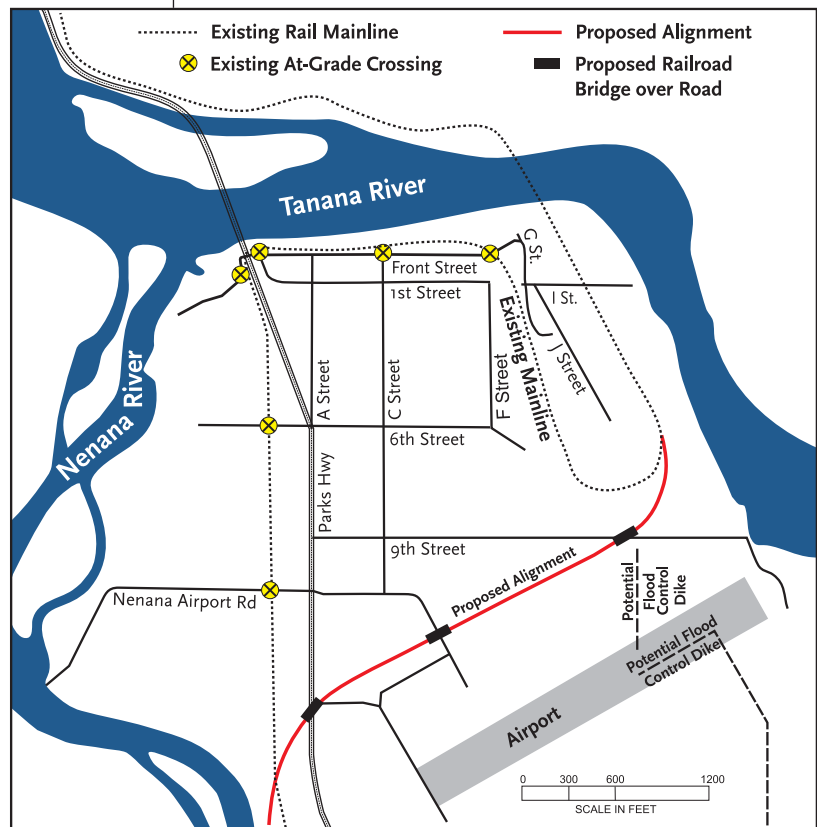 Existing Rail Mainline
Existing At-Grade Crossing
Proposed Alignment
Proposed Railroad
Bridge over Road
Tanana River
Nenana River
G St.
Front Street
1st Street
I St.
J Street
Existing Mainline
A Street
C Street
F Street
6th Street
Parks Hwy
9th Street
Nenana Airport Rd
Proposed Alignment
Potential
Flood
Control
Dike
Potential Flood
Control Dike
Airport
0 300 600 1200
SCALE IN FEET